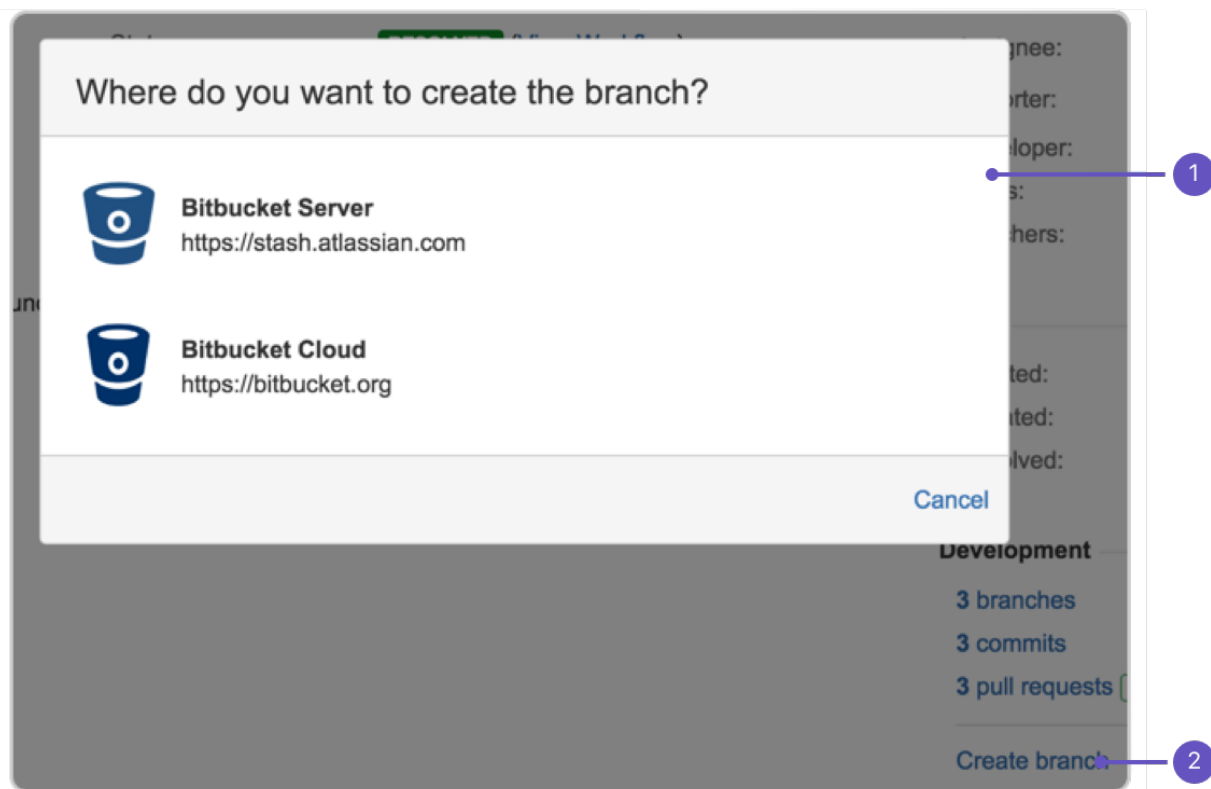 Where do you want to create the branch?
1
Bitbucket Server
https://stash.atlassian.com
Bitbucket Cloud
https://bitbucket.org
Cancel
Development
3 branches
3 commits
3 pull requests
Create branch
2